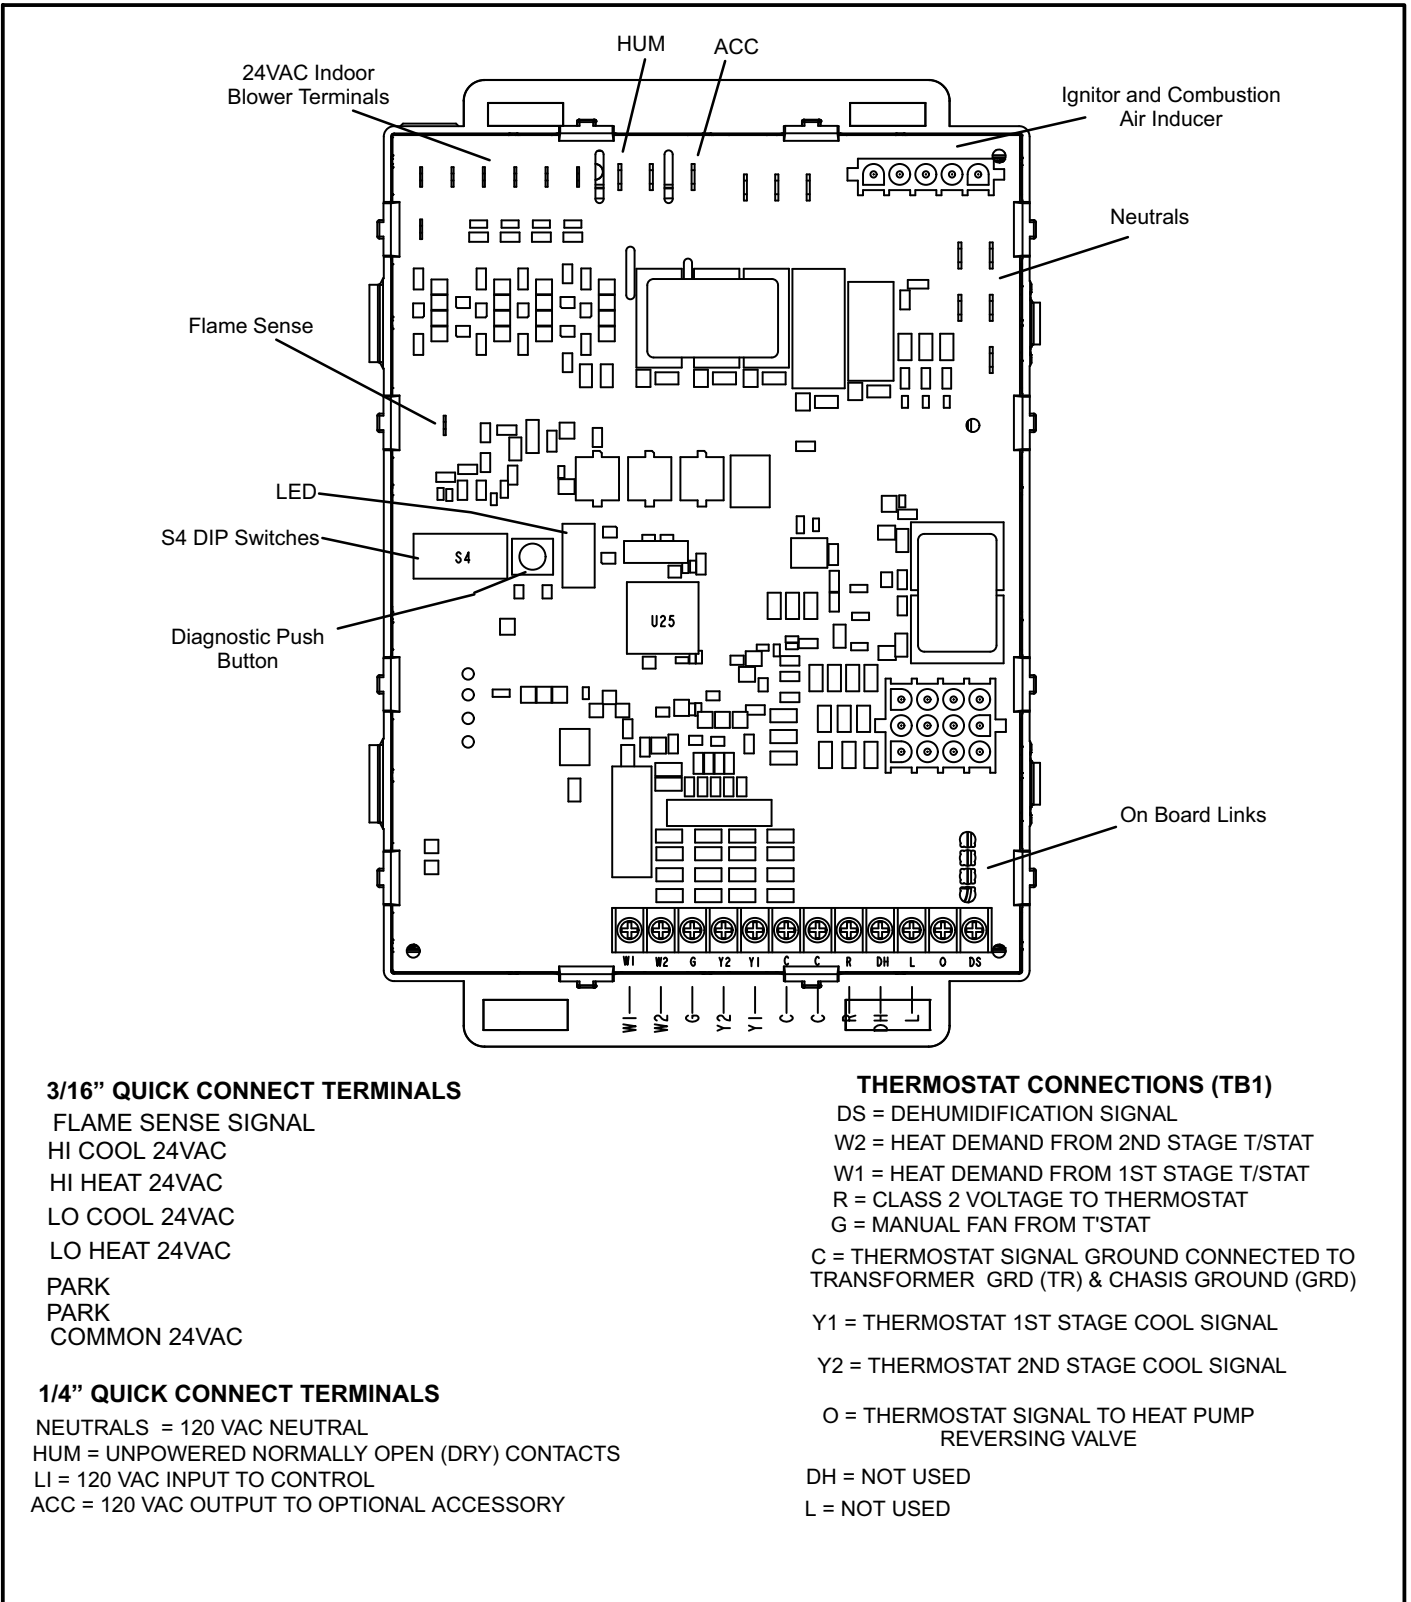 HUM
ACC
24VAC Indoor
Blower Terminals
Ignitor and Combustion
Air Inducer
Neutrals
Flame Sense
LED
S4 DIP Switches
S4
U25
Diagnostic Push
Button
On Board Links
W1 W2 G Y2 Y1 C C R DH L O DS
W1 W2 G Y2 Y1 C C R DH L
3/16” QUICK CONNECT TERMINALS
FLAME SENSE SIGNAL
HI COOL 24VAC
HI HEAT 24VAC
LO COOL 24VAC
LO HEAT 24VAC
PARK
PARK
COMMON 24VAC
1/4” QUICK CONNECT TERMINALS
NEUTRALS = 120 VAC NEUTRAL
HUM = UNPOWERED NORMALLY OPEN (DRY) CONTACTS
LI = 120 VAC INPUT TO CONTROL
ACC = 120 VAC OUTPUT TO OPTIONAL ACCESSORY
THERMOSTAT CONNECTIONS (TB1)
DS = DEHUMIDIFICATION SIGNAL
W2 = HEAT DEMAND FROM 2ND STAGE T/STAT
W1 = HEAT DEMAND FROM 1ST STAGE T/STAT
R = CLASS 2 VOLTAGE TO THERMOSTAT
G = MANUAL FAN FROM T'STAT
C = THERMOSTAT SIGNAL GROUND CONNECTED TO
TRANSFORMER GRD (TR) & CHASIS GROUND (GRD)
Y1 = THERMOSTAT 1ST STAGE COOL SIGNAL
Y2 = THERMOSTAT 2ND STAGE COOL SIGNAL
O = THERMOSTAT SIGNAL TO HEAT PUMP
REVERSING VALVE
DH = NOT USED
L = NOT USED